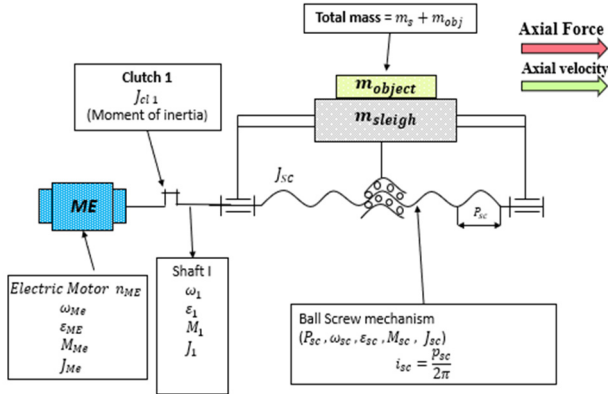 Total mass = m_s + m_obj
Axial Force
Axial velocity
Clutch 1
J_cl 1
(Moment of inertia)
m_object
m_sleigh
J_SC
ME
P_sc
Electric Motor n_ME
ω_Me
ε_ME
M_Me
J_Me
Shaft I
ω_1
ε_1
M_1
J_1
Ball Screw mechanism
(P_sc , ω_sc , ε_sc , M_sc , J_sc)
i_sc = p_sc / 2π